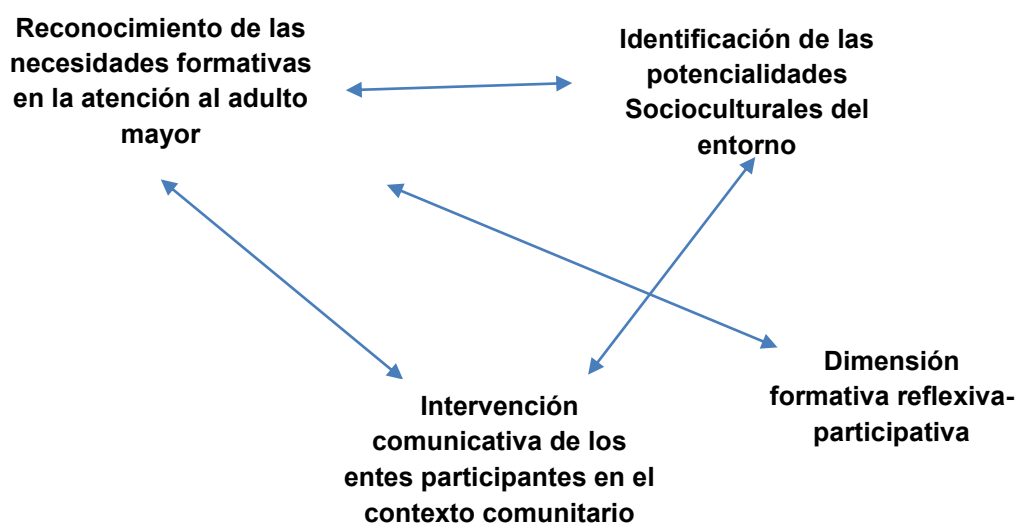 Reconocimiento de las
necesidades formativas
en la atención al adulto
mayor
Identificación de las
potencialidades
Socioculturales del
entorno
Dimensión
formativa reflexiva-
participativa
Intervención
comunicativa de los
entes participantes en el
contexto comunitario